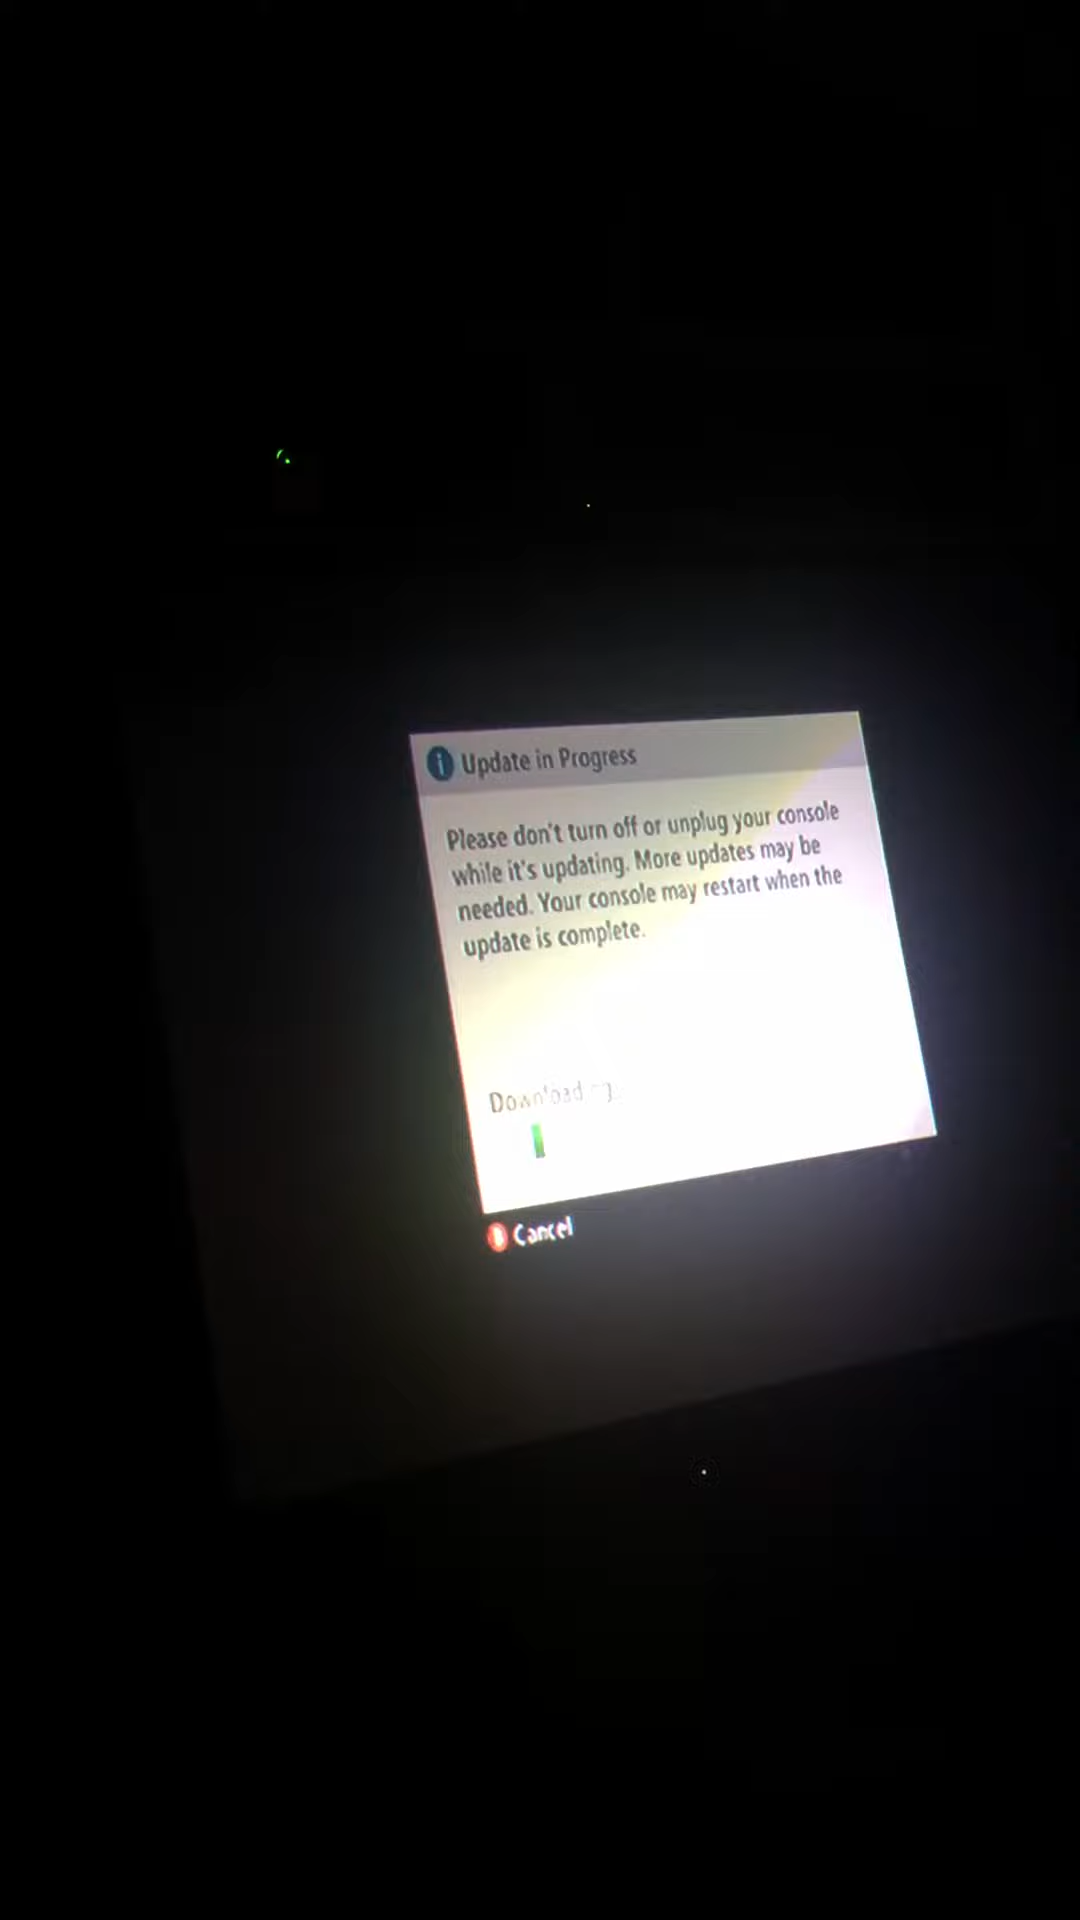 Update in Progress
Please don't turn off or unplug your console
while it's updating. More updates may be
needed. Your console may restart when the
update is complete.
Downloading
B Cancel